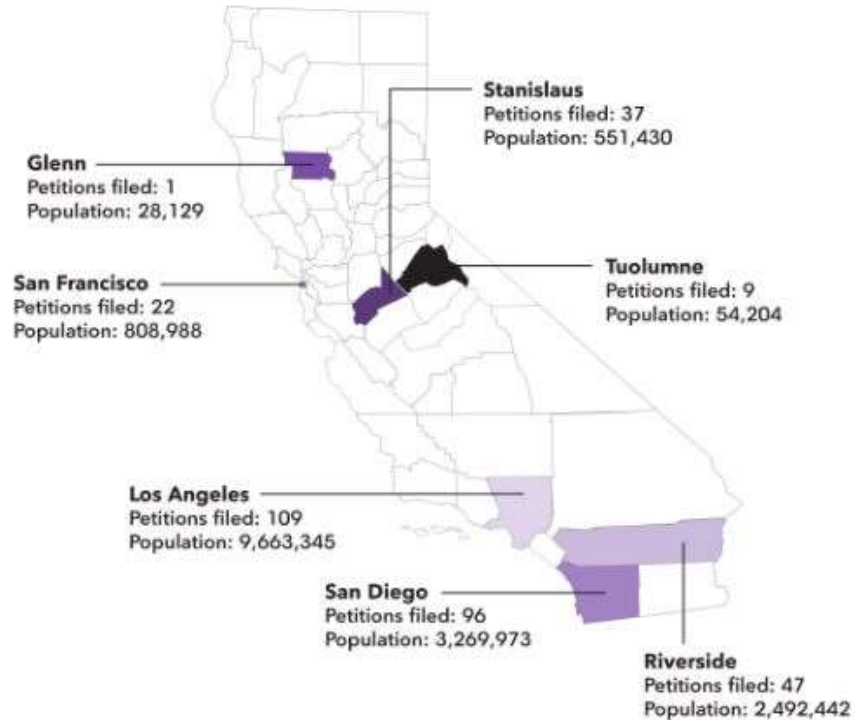 Stanislaus
Petitions filed: 37
Population: 551,430
Glenn
Petitions filed: 1
Population: 28,129
Tuolumne
Petitions filed: 9
Population: 54,204
San Francisco
Petitions filed: 22
Population: 808,988
Los Angeles
Petitions filed: 109
Population: 9,663,345
San Diego
Petitions filed: 96
Population: 3,269,973
Riverside
Petitions filed: 47
Population: 2,492,442